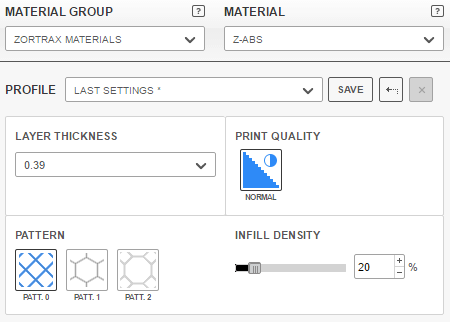 MATERIAL GROUP ? MATERIAL ?
ZORTRAX MATERIALS Z-ABS
PROFILE LAST SETTINGS * SAVE
LAYER THICKNESS PRINT QUALITY
0.39
NORMAL
PATTERN INFILL DENSITY
20 + − %
PATT. 0 PATT. 1 PATT. 2